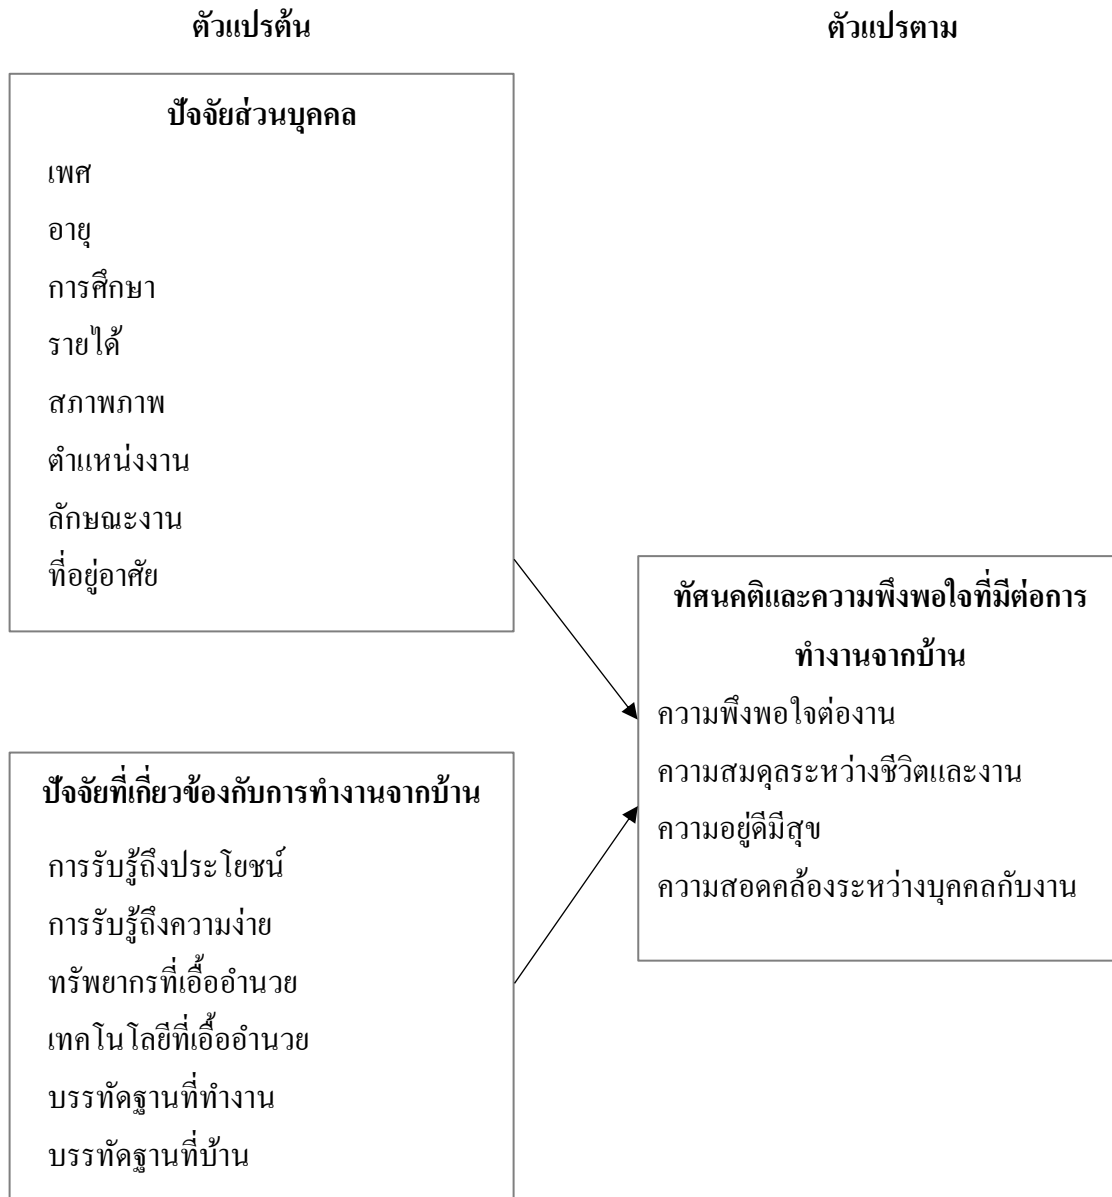 ตัวแปรต้น
ตัวแปรตาม
ปัจจัยส่วนบุคคล
เพศ
อายุ
การศึกษา
รายได้
สภาพภาพ
ตำแหน่งงาน
ลักษณะงาน
ที่อยู่อาศัย
ปัจจัยที่เกี่ยวข้องกับการทำงานจากบ้าน
การรับรู้ถึงประโยชน์
การรับรู้ถึงความง่าย
ทรัพยากรที่เอื้ออำนวย
เทคโนโลยีที่เอื้ออำนวย
บรรทัดฐานที่ทำงาน
บรรทัดฐานที่บ้าน
ทัศนคติและความพึงพอใจที่มีต่อการ
ทำงานจากบ้าน
ความพึงพอใจต่องาน
ความสมดุลระหว่างชีวิตและงาน
ความอยู่ดีมีสุข
ความสอดคล้องระหว่างบุคคลกับงาน